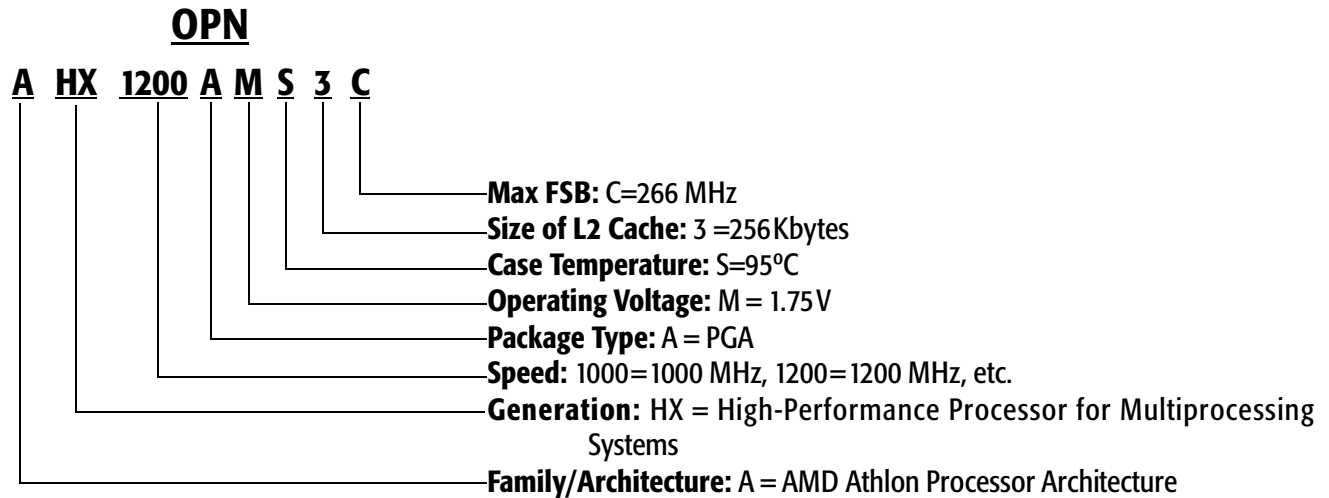 OPN
A HX 1200 A M S 3 C
Max FSB: C=266 MHz
Size of L2 Cache: 3 =256Kbytes
Case Temperature: S=95ºC
Operating Voltage: M = 1.75V
Package Type: A = PGA
Speed: 1000=1000 MHz, 1200=1200 MHz, etc.
Generation: HX = High-Performance Processor for Multiprocessing
Systems
Family/Architecture: A = AMD Athlon Processor Architecture